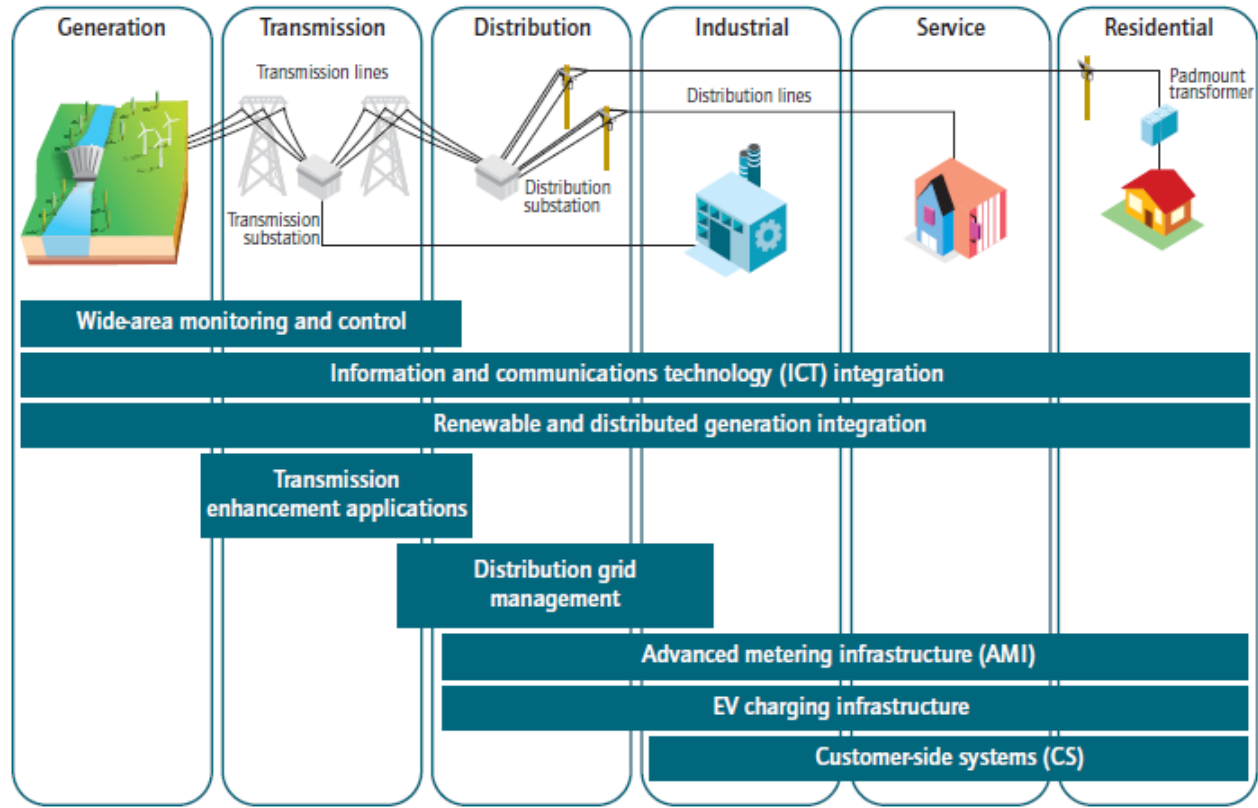 Generation
Transmission
Distribution
Industrial
Service
Residential
Transmission lines
Padmount
transformer
Distribution lines
Distribution
substation
Transmission
substation
Wide-area monitoring and control
Information and communications technology (ICT) integration
Renewable and distributed generation integration
Transmission
enhancement applications
Distribution grid
management
Advanced metering infrastructure (AMI)
EV charging infrastructure
Customer-side systems (CS)